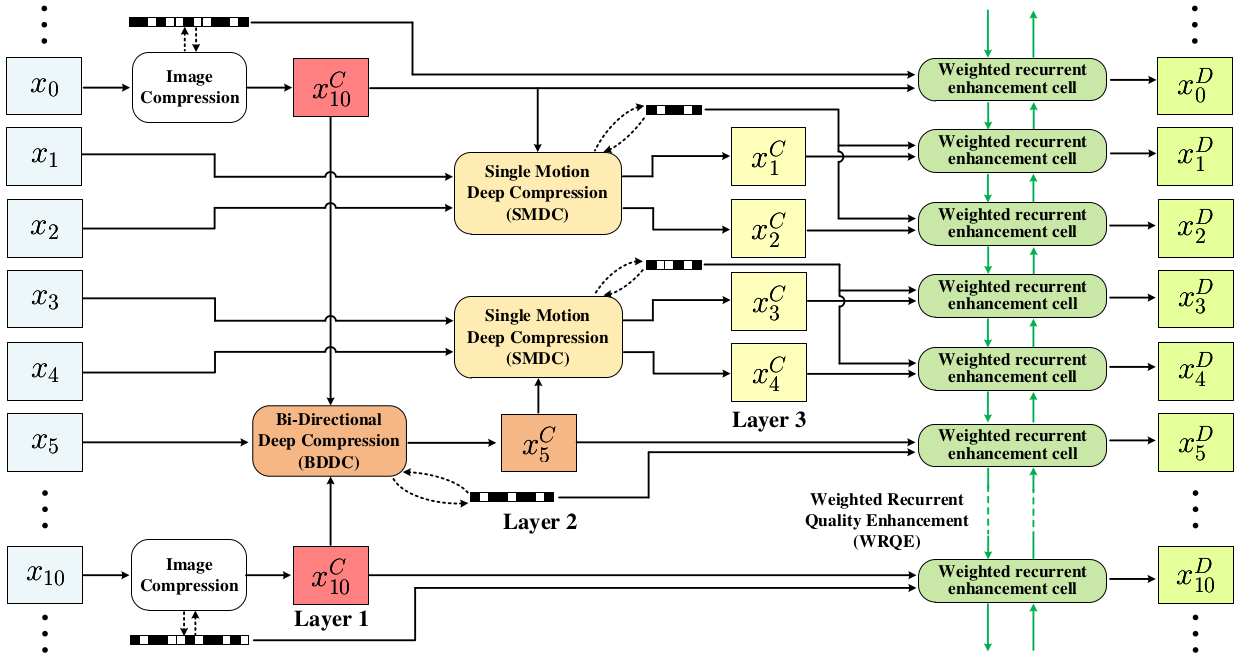 x_0
Image
Compression
x_{10}^C
Weighted recurrent
enhancement cell
x_0^D
x_1
Single Motion
Deep Compression
(SMDC)
x_1^C
Weighted recurrent
enhancement cell
x_1^D
x_2
x_2^C
Weighted recurrent
enhancement cell
x_2^D
x_3
Single Motion
Deep Compression
(SMDC)
x_3^C
Weighted recurrent
enhancement cell
x_3^D
x_4
x_4^C
Weighted recurrent
enhancement cell
x_4^D
Layer 3
x_5
Bi-Directional
Deep Compression
(BDDC)
x_5^C
Weighted recurrent
enhancement cell
x_5^D
Layer 2
Weighted Recurrent
Quality Enhancement
(WRQE)
x_{10}
Image
Compression
x_{10}^C
Layer 1
Weighted recurrent
enhancement cell
x_{10}^D